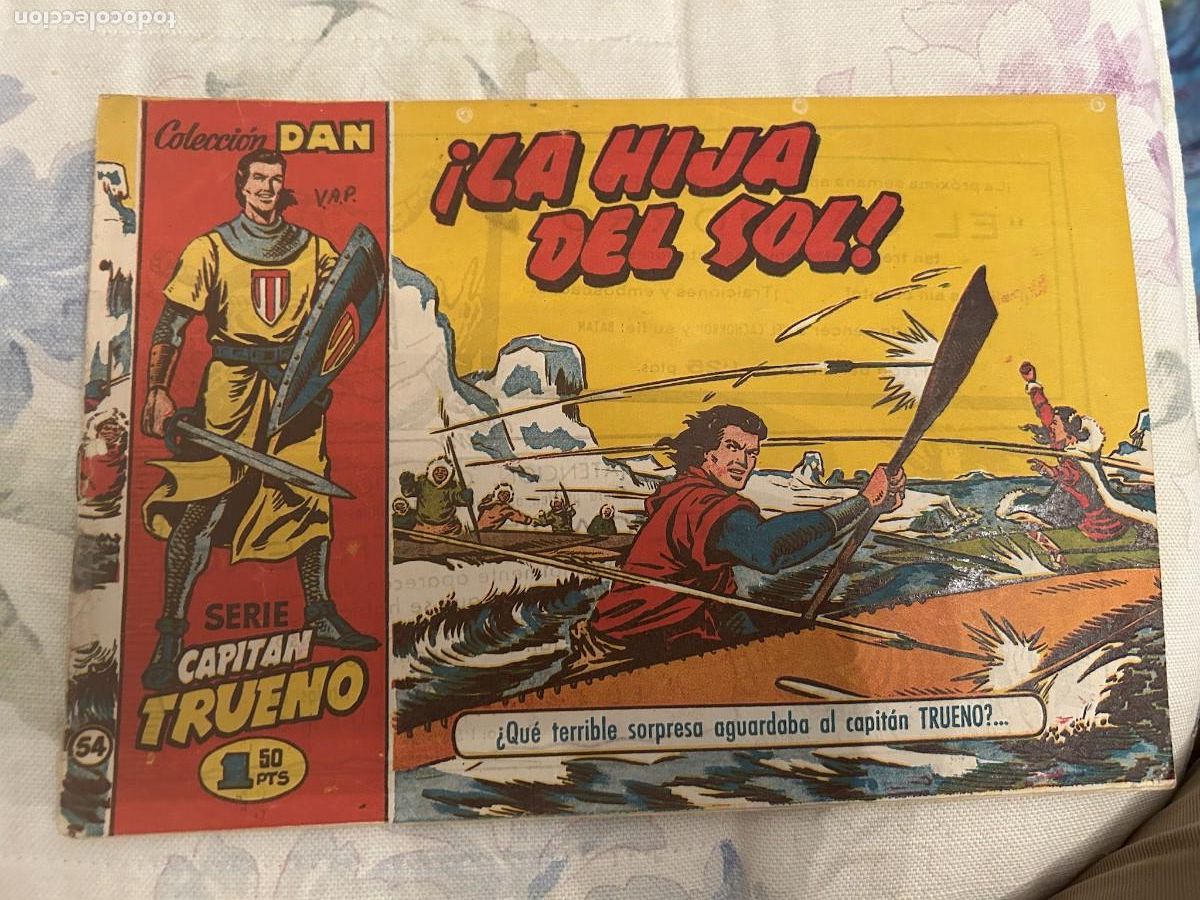 todocoleccion
Colección DAN
V.A.P.
¡LA HIJA
DEL SOL!
SERIE
CAPITÁN
TRUENO
54
1 50
PTS
¿Qué terrible sorpresa aguardaba al capitán TRUENO?...